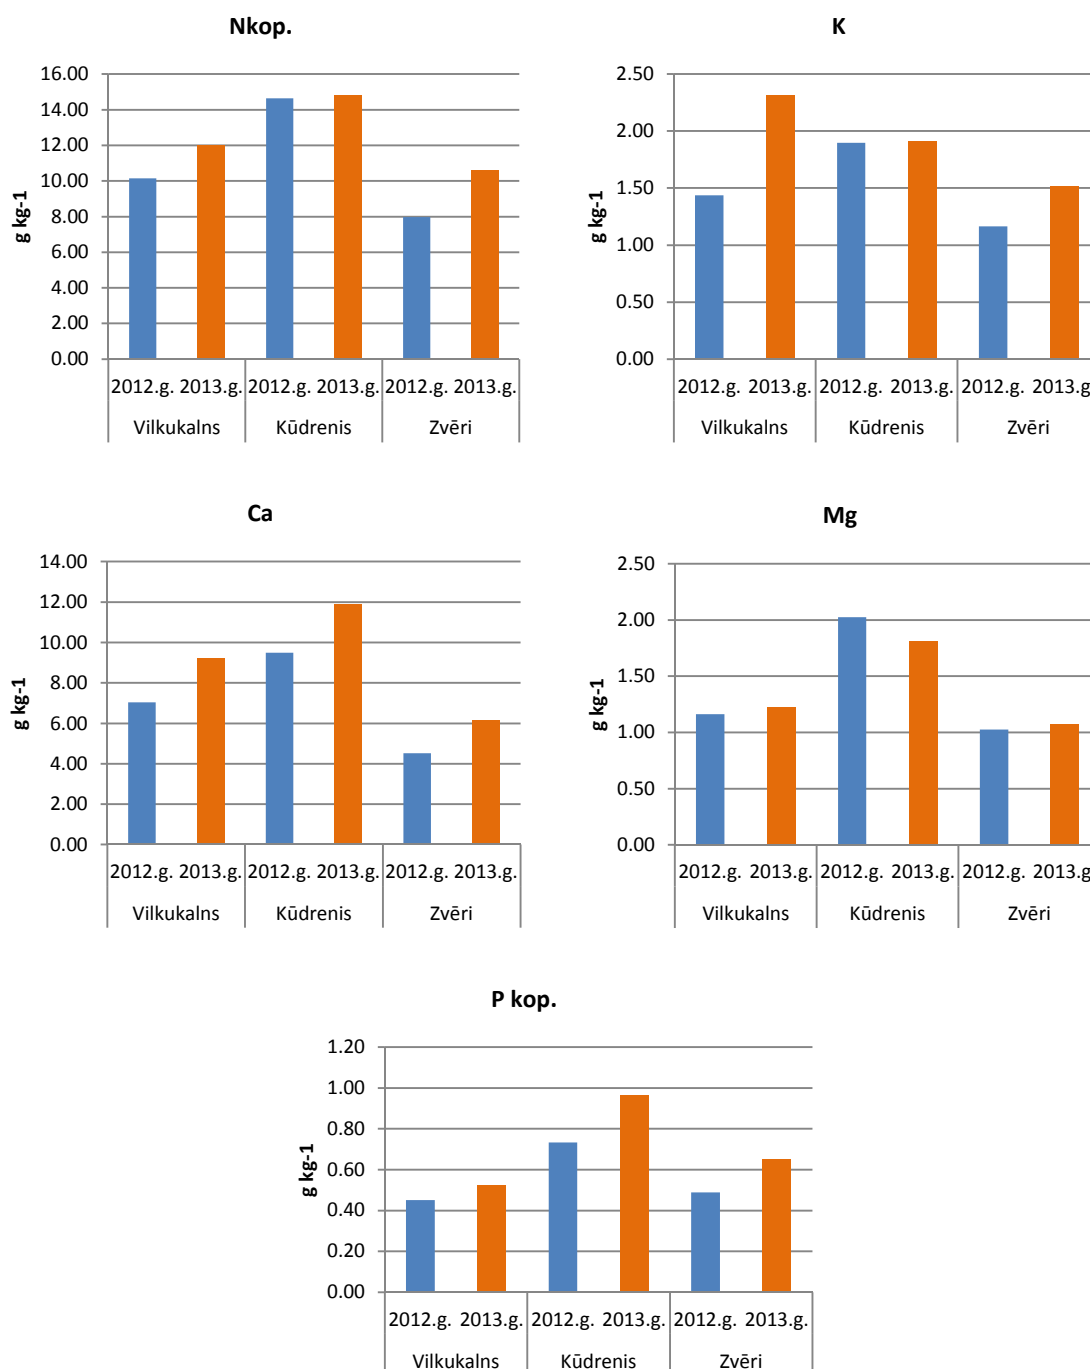 Nkop.
16.00
14.00
12.00
10.00
8.00
6.00
4.00
2.00
0.00
g kg-1
2012.g. 2013.g. 2012.g. 2013.g. 2012.g. 2013.g.
Vilkukalns Kūdrenis Zvēri
K
2.50
2.00
1.50
1.00
0.50
0.00
g kg-1
2012.g. 2013.g. 2012.g. 2013.g. 2012.g. 2013.g
Vilkukalns Kūdrenis Zvēri
Ca
14.00
12.00
10.00
8.00
6.00
4.00
2.00
0.00
g kg-1
2012.g. 2013.g. 2012.g. 2013.g. 2012.g. 2013.g.
Vilkukalns Kūdrenis Zvēri
Mg
2.50
2.00
1.50
1.00
0.50
0.00
g kg-1
2012.g. 2013.g. 2012.g. 2013.g. 2012.g. 2013.g
Vilkukalns Kūdrenis Zvēri
P kop.
1.20
1.00
0.80
0.60
0.40
0.20
0.00
g kg-1
2012.g. 2013.g. 2012.g. 2013.g. 2012.g. 2013.g.
Vilkukalns Kūdrenis Zvēri